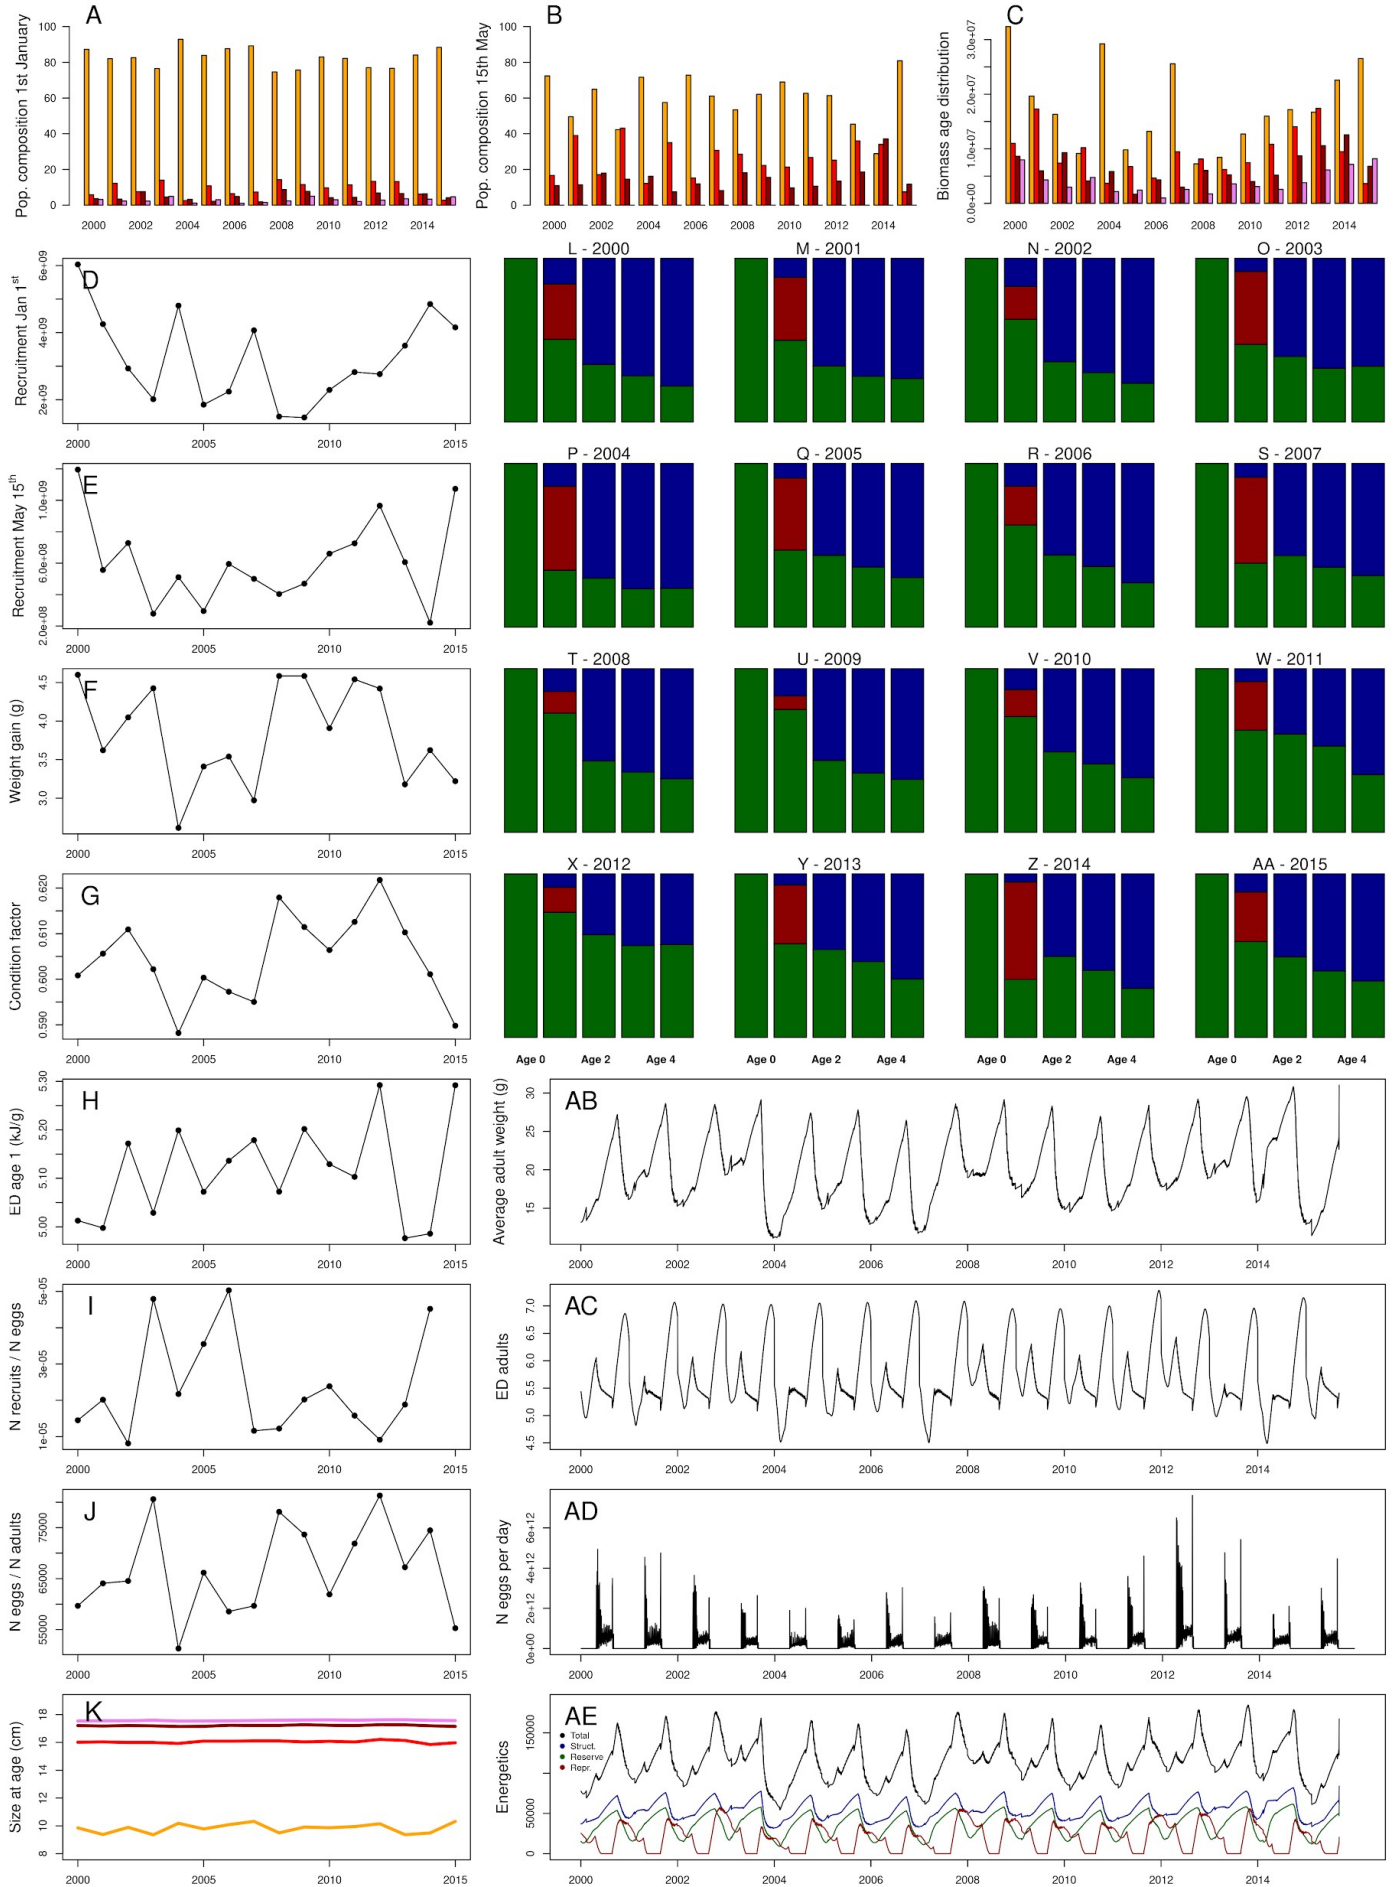 A
Pop. composition 1st January
0 20 40 60 80 100
2000 2002 2004 2006 2008 2010 2012 2014
B
Pop. composition 15th May
0 20 40 60 80 100
2000 2002 2004 2006 2008 2010 2012 2014
C
Biomass age distribution
0.0e+00 1.0e+07 2.0e+07 3.0e+07
2000 2002 2004 2006 2008 2010 2012 2014
D
Recruitment Jan 1st
2e+09 4e+09 6e+09
2000 2005 2010 2015
E
Recruitment May 15th
2.0e+08 6.0e+08 1.0e+09
2000 2005 2010 2015
F
Weight gain (g)
3.0 3.5 4.0 4.5
2000 2005 2010 2015
G
Condition factor
0.590 0.600 0.610 0.620
2000 2005 2010 2015
H
ED age 1 (kJ/g)
5.00 5.10 5.20 5.30
2000 2005 2010 2015
I
N recruits / N eggs
1e-05 3e-05 5e-05
2000 2005 2010 2015
J
N eggs / N adults
55000 65000 75000
2000 2005 2010 2015
K
Size at age (cm)
8 10 12 14 16 18
2000 2005 2010 2015
L - 2000 M - 2001 N - 2002 O - 2003
P - 2004 Q - 2005 R - 2006 S - 2007
T - 2008 U - 2009 V - 2010 W - 2011
X - 2012 Y - 2013 Z - 2014 AA - 2015
Age 0 Age 2 Age 4 Age 0 Age 2 Age 4 Age 0 Age 2 Age 4 Age 0 Age 2 Age 4
AB
Average adult weight (g)
15 20 25 30
2000 2002 2004 2006 2008 2010 2012 2014
AC
ED adults
4.5 5.0 5.5 6.0 6.5 7.0
2000 2002 2004 2006 2008 2010 2012 2014
AD
N eggs per day
0e+00 2e+12 4e+12 6e+12
2000 2002 2004 2006 2008 2010 2012 2014
AE
Total
Struct.
Reserve
Repr.
Energetics
0 50000 150000
2000 2002 2004 2006 2008 2010 2012 2014